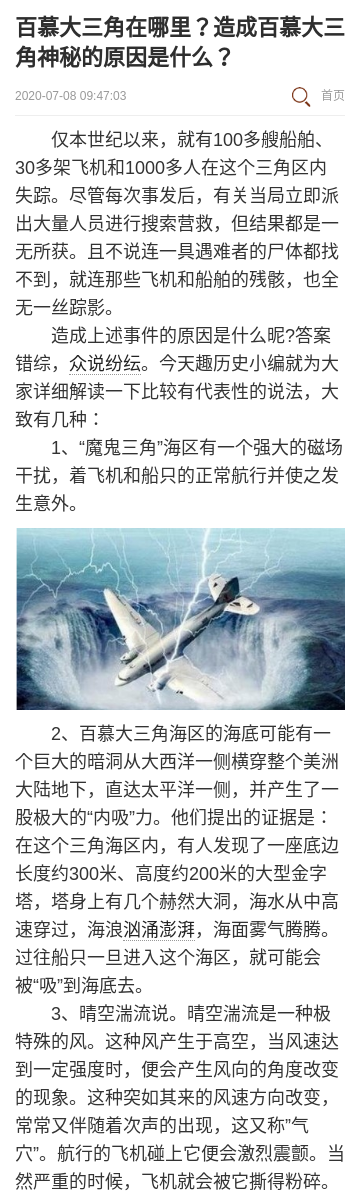 百慕大三角在哪里？造成百慕大三
角神秘的原因是什么？
2020-07-08 09:47:03
首页
仅本世纪以来，就有100多艘船舶、
30多架飞机和1000多人在这个三角区内
失踪。尽管每次事发后，有关当局立即派
出大量人员进行搜索营救，但结果都是一
无所获。且不说连一具遇难者的尸体都找
不到，就连那些飞机和船舶的残骸，也全
无一丝踪影。
造成上述事件的原因是什么昵?答案
错综，众说纷纭。今天趣历史小编就为大
家详细解读一下比较有代表性的说法，大
致有几种：
1、“魔鬼三角”海区有一个强大的磁场
干扰，着飞机和船只的正常航行并使之发
生意外。
2、百慕大三角海区的海底可能有一
个巨大的暗洞从大西洋一侧横穿整个美洲
大陆地下，直达太平洋一侧，并产生了一
股极大的“内吸”力。他们提出的证据是：
在这个三角海区内，有人发现了一座底边
长度约300米、高度约200米的大型金字
塔，塔身上有几个赫然大洞，海水从中高
速穿过，海浪汹涌澎湃，海面雾气腾腾。
过往船只一旦进入这个海区，就可能会
被“吸”到海底去。
3、晴空湍流说。晴空湍流是一种极
特殊的风。这种风产生于高空，当风速达
到一定强度时，便会产生风向的角度改变
的现象。这种突如其来的风速方向改变，
常常又伴随着次声的出现，这又称”气
穴”。航行的飞机碰上它便会激烈震颤。当
然严重的时候，飞机就会被它撕得粉碎。